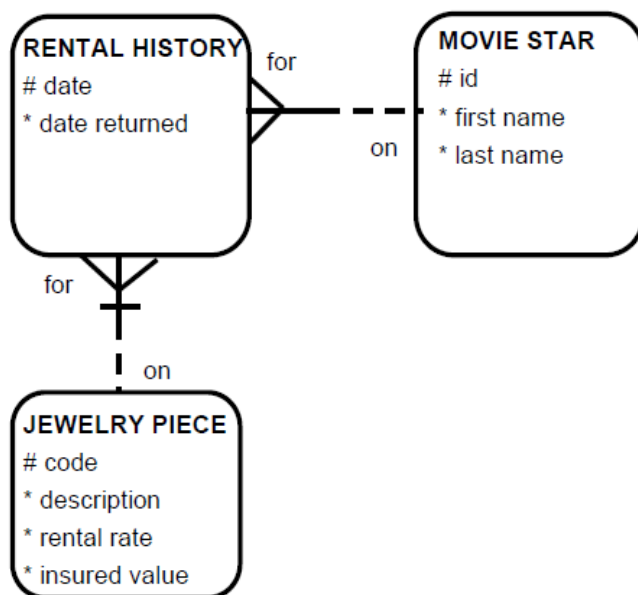 RENTAL HISTORY
# date
* date returned
for
on
MOVIE STAR
# id
* first name
* last name
for
on
JEWELRY PIECE
# code
* description
* rental rate
* insured value